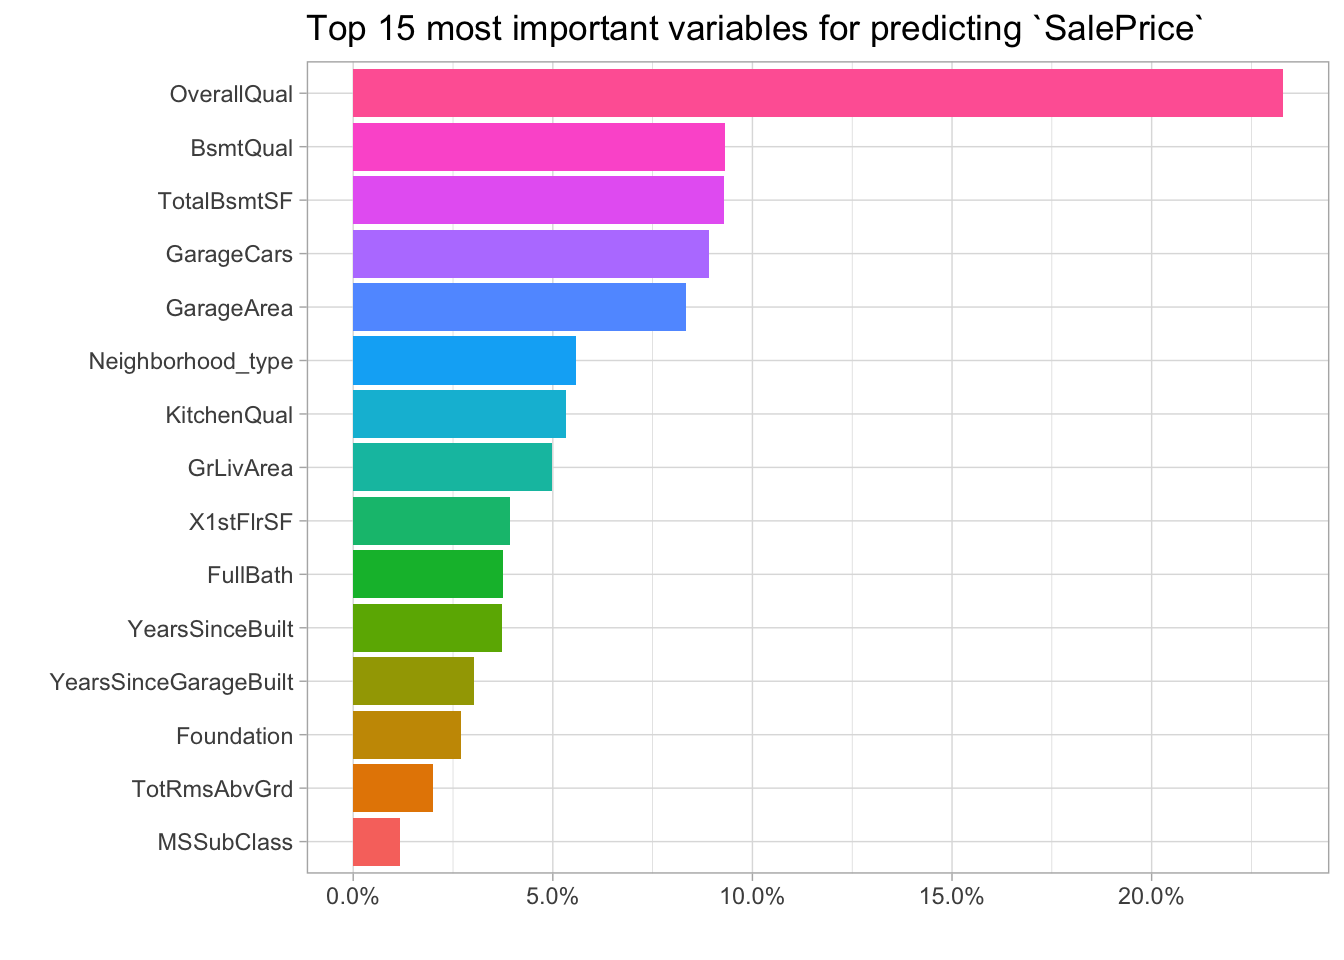 Top 15 most important variables for predicting `SalePrice`
OverallQual
BsmtQual
TotalBsmtSF
GarageCars
GarageArea
Neighborhood_type
KitchenQual
GrLivArea
X1stFlrSF
FullBath
YearsSinceBuilt
YearsSinceGarageBuilt
Foundation
TotRmsAbvGrd
MSSubClass
0.0% 5.0% 10.0% 15.0% 20.0%